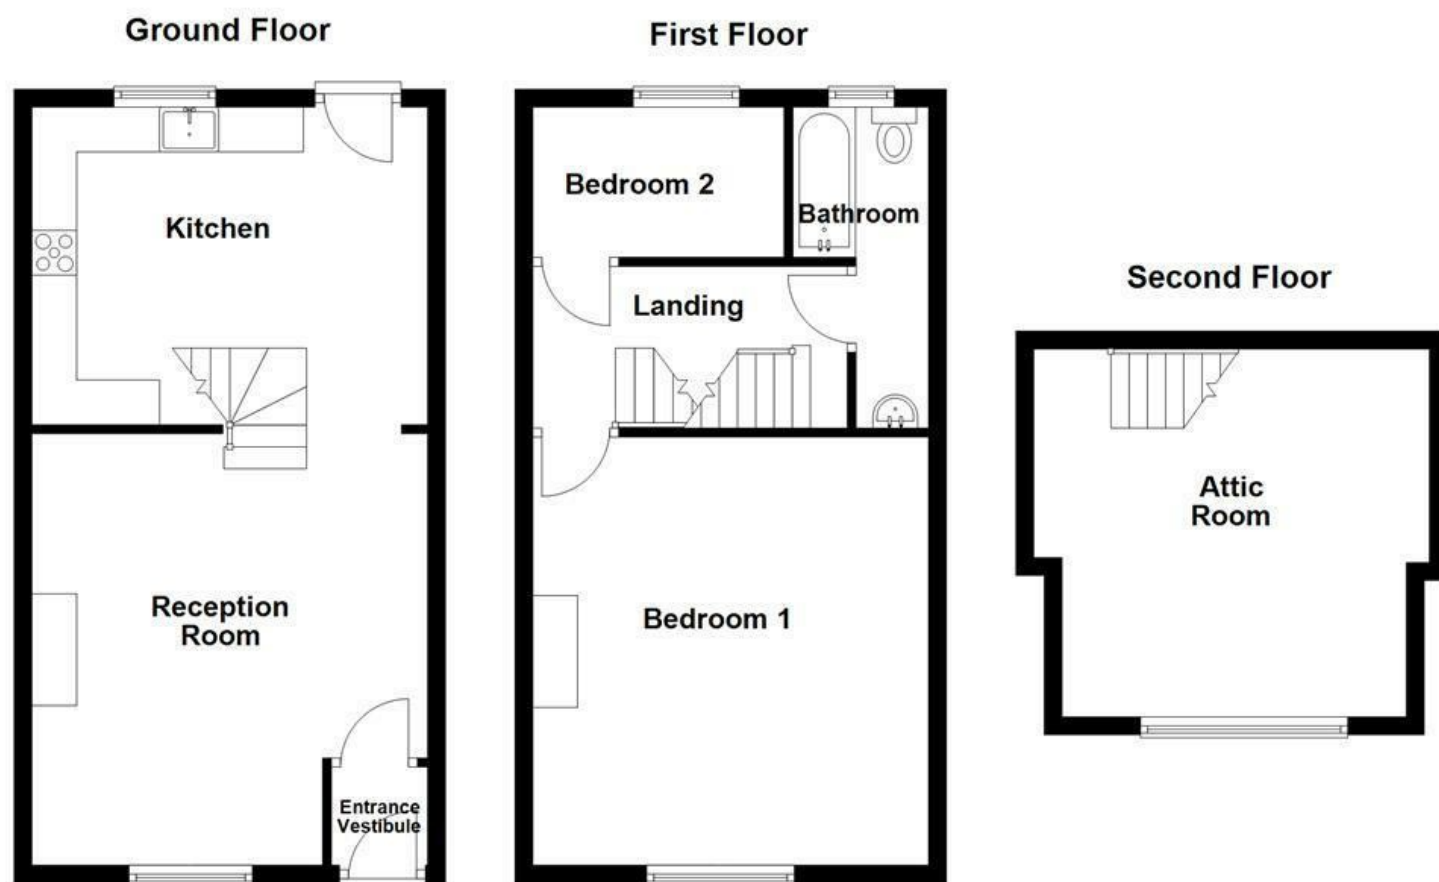 Ground Floor
Kitchen
Reception
Room
Entrance
Vestibule
First Floor
Bedroom 2
Bathroom
Landing
Bedroom 1
Second Floor
Attic
Room